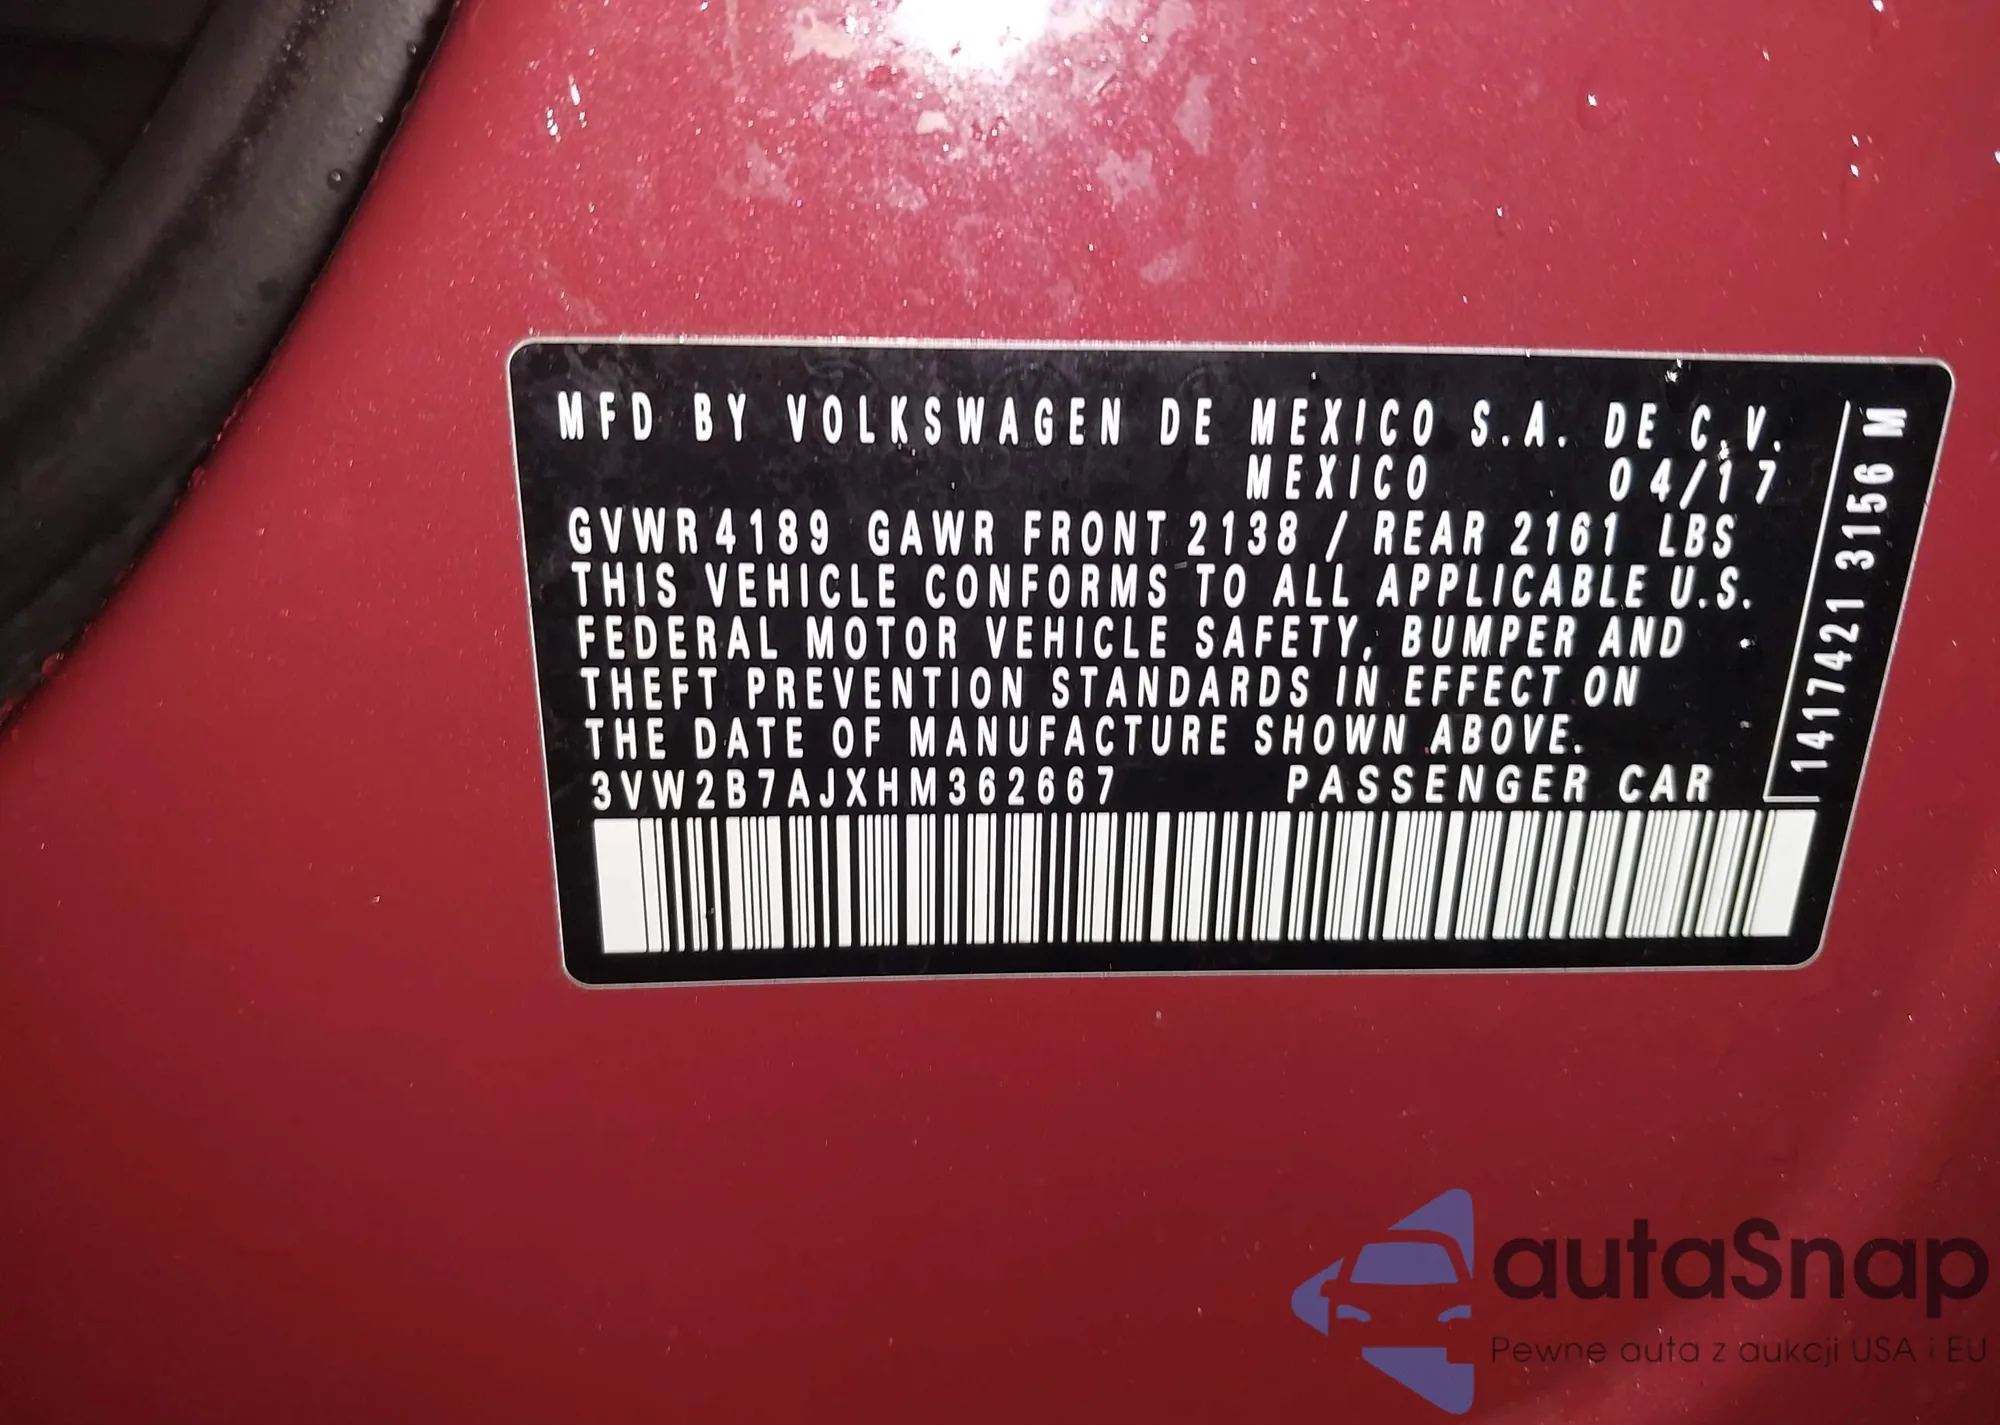 MFD BY VOLKSWAGEN DE MEXICO S.A. DE C.V.
MEXICO 04/17
GVWR 4189 GAWR FRONT 2138 / REAR 2161 LBS
THIS VEHICLE CONFORMS TO ALL APPLICABLE U.S.
FEDERAL MOTOR VEHICLE SAFETY, BUMPER AND
THEFT PREVENTION STANDARDS IN EFFECT ON
THE DATE OF MANUFACTURE SHOWN ABOVE.
3VW2B7AJXHM362667 PASSENGER CAR
1417421 3156 M
autaSnap
Pewne auta z aukcji USA i EU